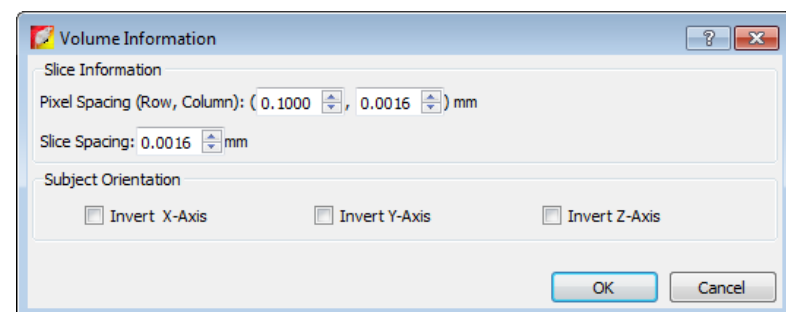 Volume Information
Slice Information
Pixel Spacing (Row, Column): ( 0.1000 , 0.0016 ) mm
Slice Spacing: 0.0016 mm
Subject Orientation
Invert X-Axis Invert Y-Axis Invert Z-Axis
OK Cancel